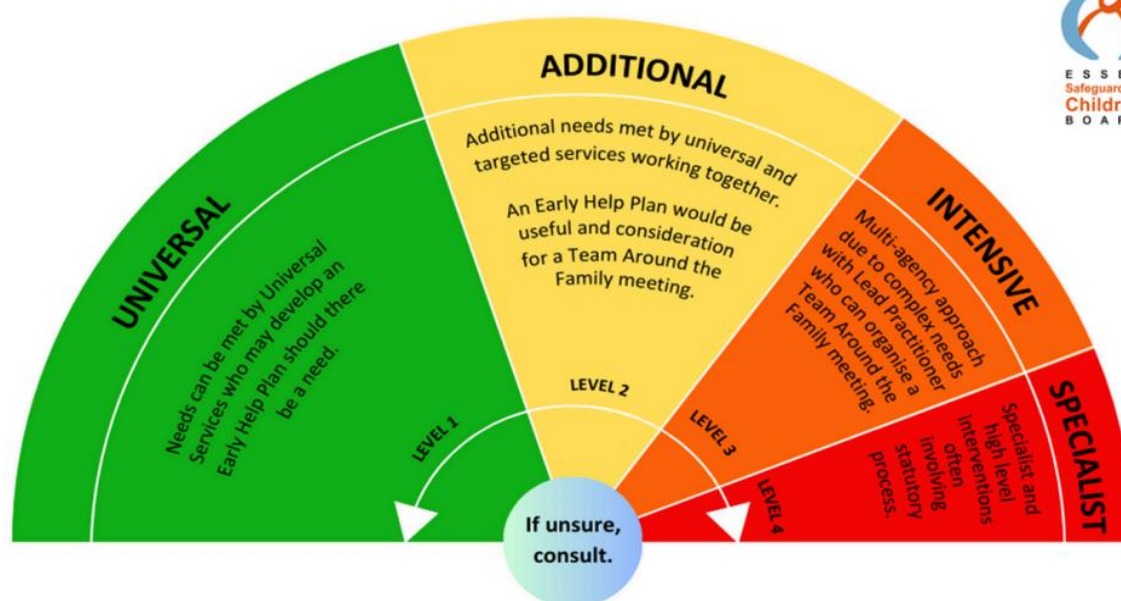 UNIVERSAL
Needs can be met by Universal
Services who may develop an
Early Help Plan should there
be a need.
LEVEL 1
ADDITIONAL
Additional needs met by universal and
targeted services working together.
An Early Help Plan would be
useful and consideration
for a Team Around the
Family meeting.
LEVEL 2
INTENSIVE
Multi-agency approach
due to complex needs
with Lead Practitioner
who can organise a
Team Around the
Family meeting.
LEVEL 3
SPECIALIST
Specialist and
high level
interventions
often
involving
statutory
process.
LEVEL 4
If unsure,
consult.